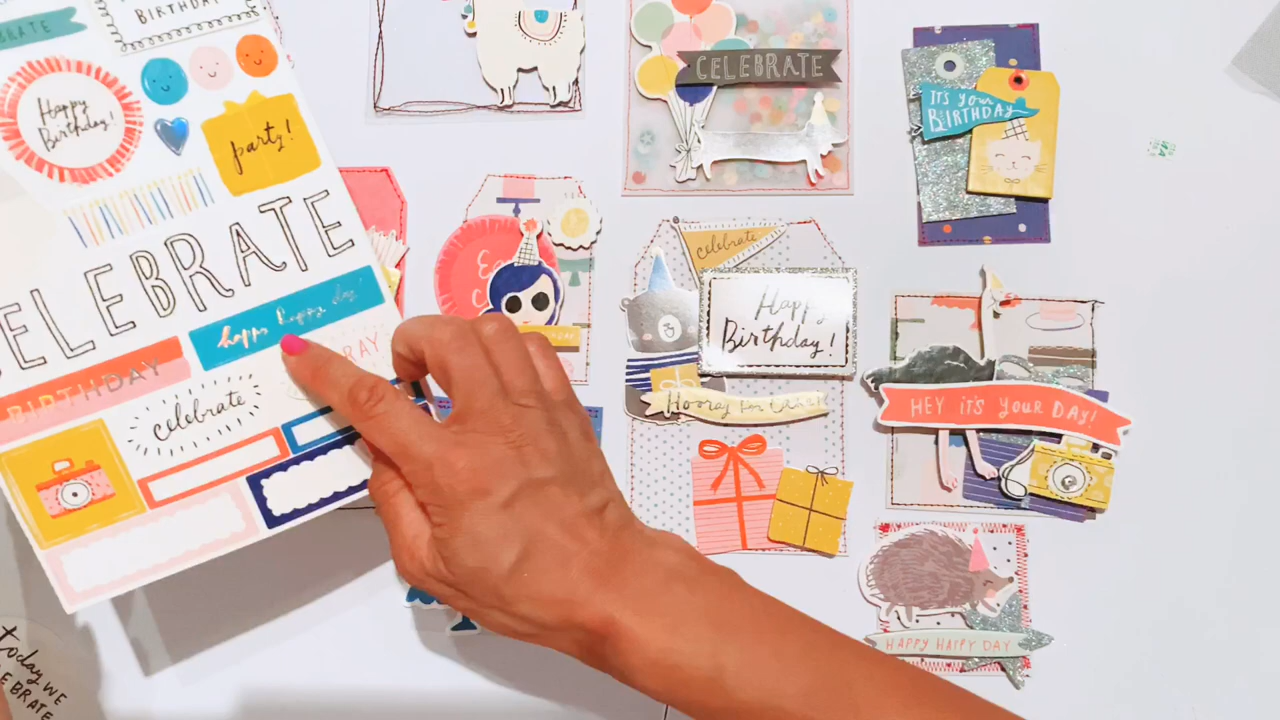 BIRTHDAY
Happy
Birthday!
party!
CELEBRATE
happy happy day!
BIRTHDAY
celebrate
today WE
CELEBRATE
CELEBRATE
IT'S your
BIRTHDAY
celebrate
Happy
Birthday!
Hooray For
HEY it's YOUR DAY!
HAPPY HAPPY DAY